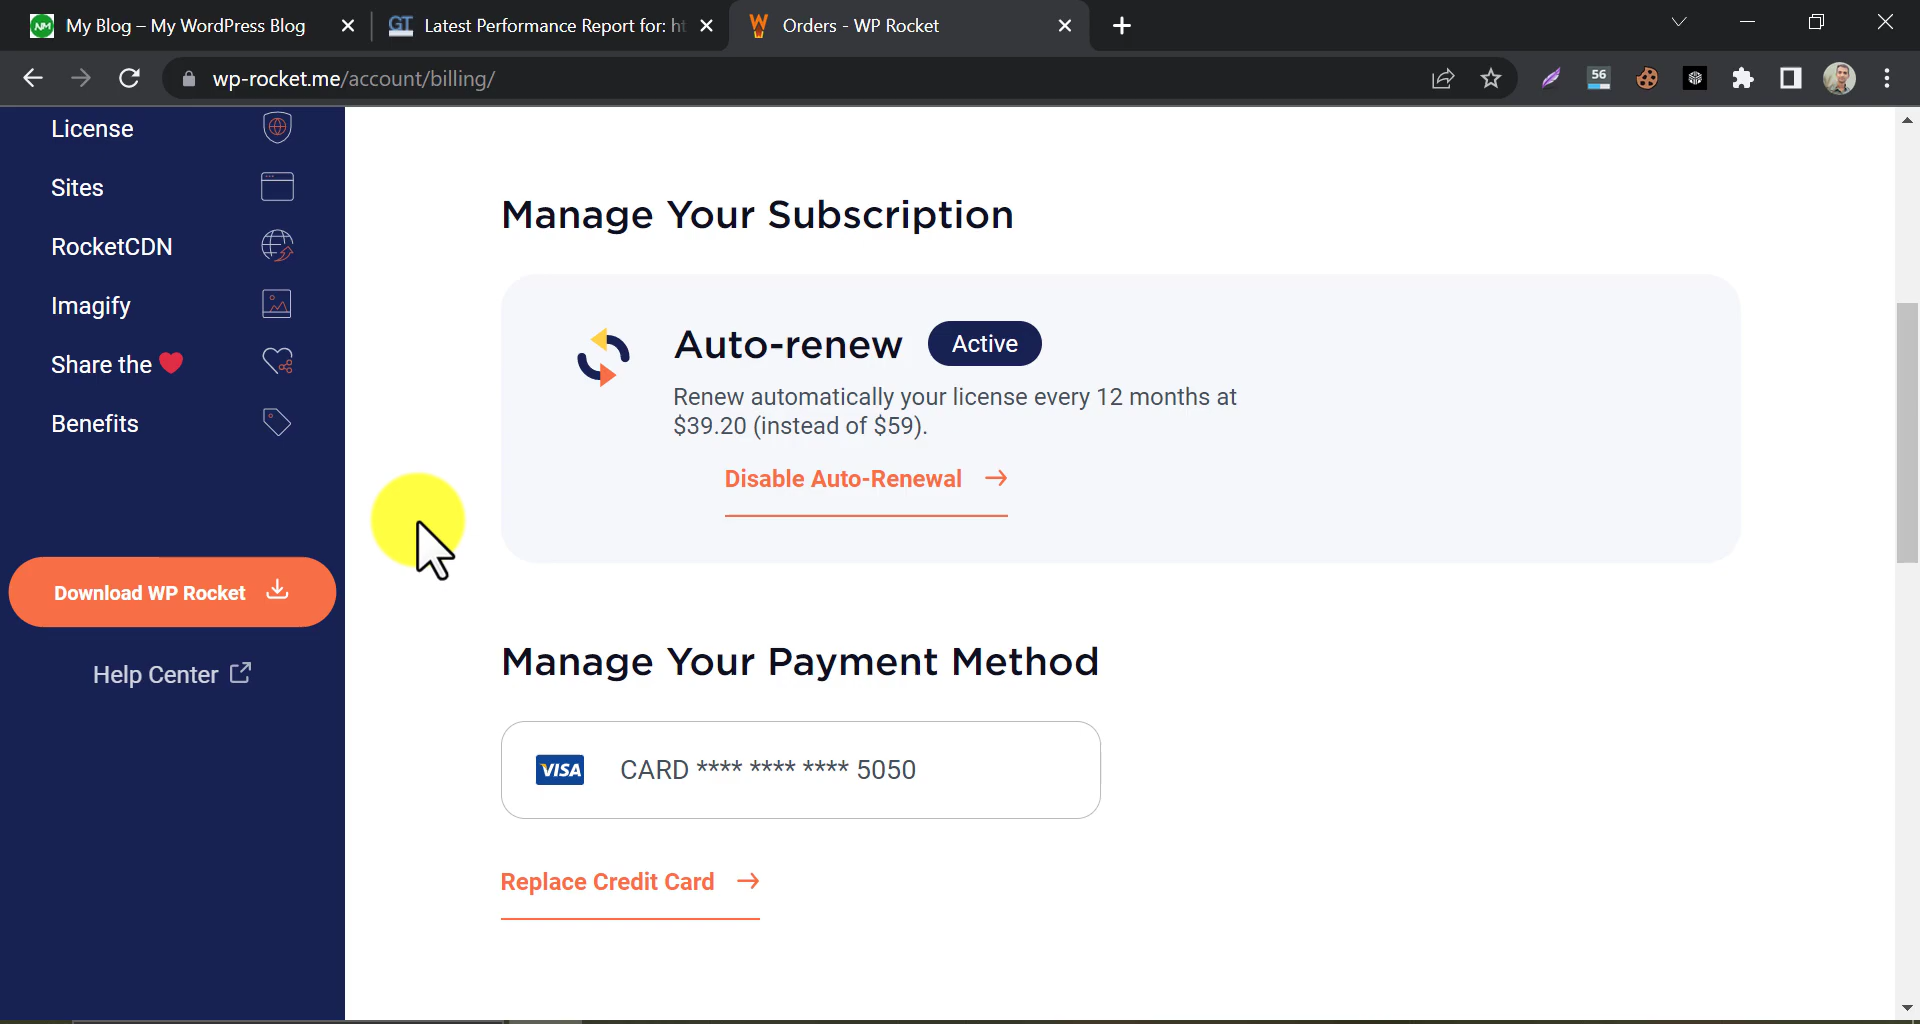 My Blog – My WordPress Blog
GT Latest Performance Report for: ht
Orders - WP Rocket
wp-rocket.me/account/billing/
56
License
Sites
RocketCDN
Imagify
Share the
Benefits
Download WP Rocket
Help Center
Manage Your Subscription
Auto-renew Active
Renew automatically your license every 12 months at
$39.20 (instead of $59).
Disable Auto-Renewal →
Manage Your Payment Method
VISA CARD **** **** **** 5050
Replace Credit Card →